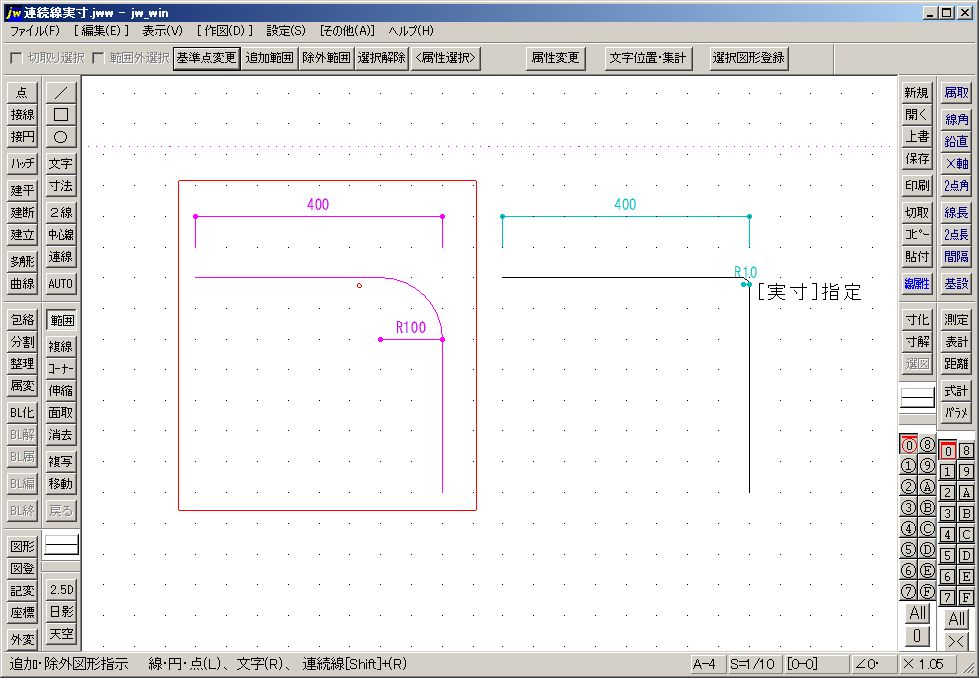 連続線実寸.jww - jw_win
ファイル(F) [編集(E)] 表示(V) [作図(D)] 設定(S) [その他(A)] ヘルプ(H)
切取り選択 範囲外選択 基準点変更 追加範囲 除外範囲 選択解除 <属性選択> 属性変更 文字位置・集計 選択図形登録
点
接線
接円
ハッチ
建平
建断
建立
多角形
曲線
包絡
分割
整理
属変
BL化
BL解
BL属
BL編
BL終
図形
図登
記変
座標
外変
文字
寸法
2線
中心線
連線
AUTO
範囲
複線
コーナー
伸縮
面取
消去
複写
移動
戻る
2.5D
日影
天空
400
R100
400
R10
[実寸]指定
新規
開く
上書
保存
印刷
切取
コピー
貼付
線属性
寸化
寸解
選図
0 8
1 9
2 A
3 B
4 C
5 D
6 E
7 F
All
0
属取
線角
鉛直
×軸
2点角
線長
2点長
間隔
基設
測定
表計
距離
式計
パラメ
0 8
1 9
2 A
3 B
4 C
5 D
6 E
7 F
All
×
追加・除外図形指示 線・円・点(L)、文字(R)、 連続線[Shift]+(R) A-4 S=1/10 [0-0] ∠0・ × 1.05